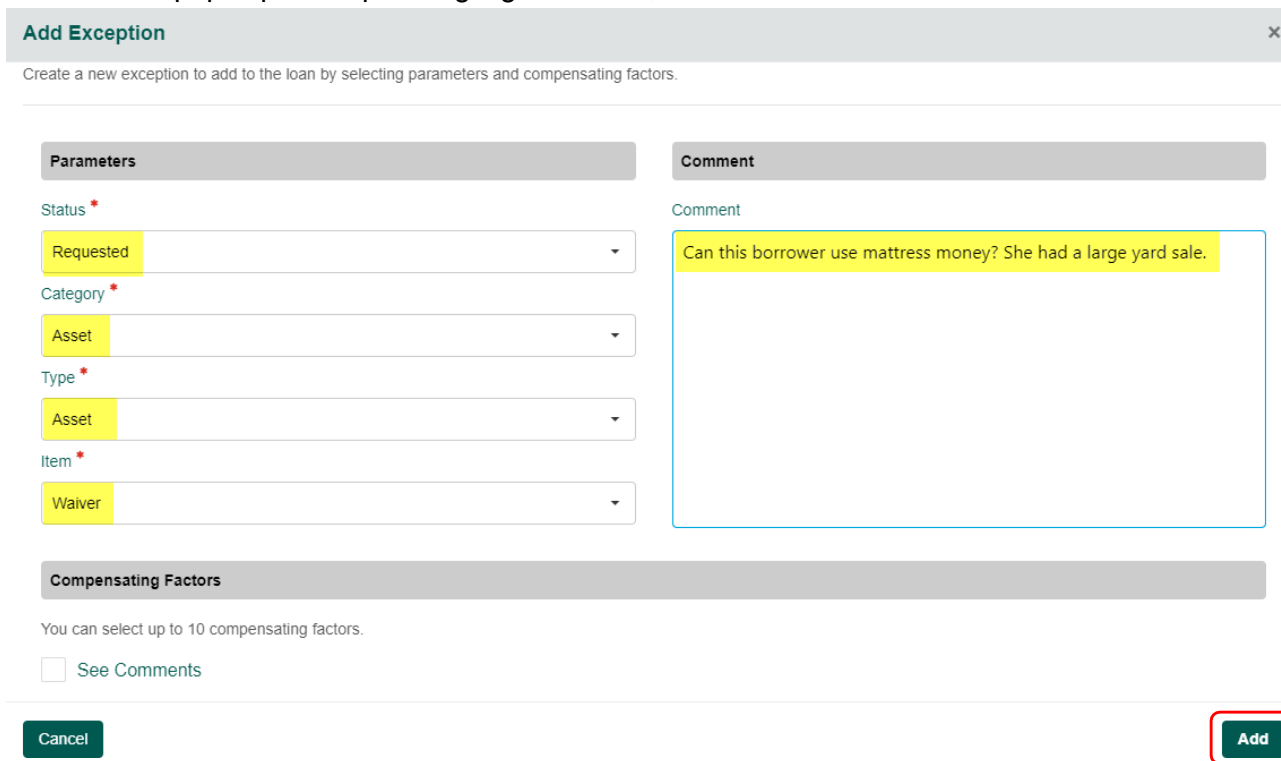 Add Exception ×
Create a new exception to add to the loan by selecting parameters and compensating factors.
Parameters
Status *
Requested
Category *
Asset
Type *
Asset
Item *
Waiver
Comment
Comment
Can this borrower use mattress money? She had a large yard sale.
Compensating Factors
You can select up to 10 compensating factors.
See Comments
Cancel
Add